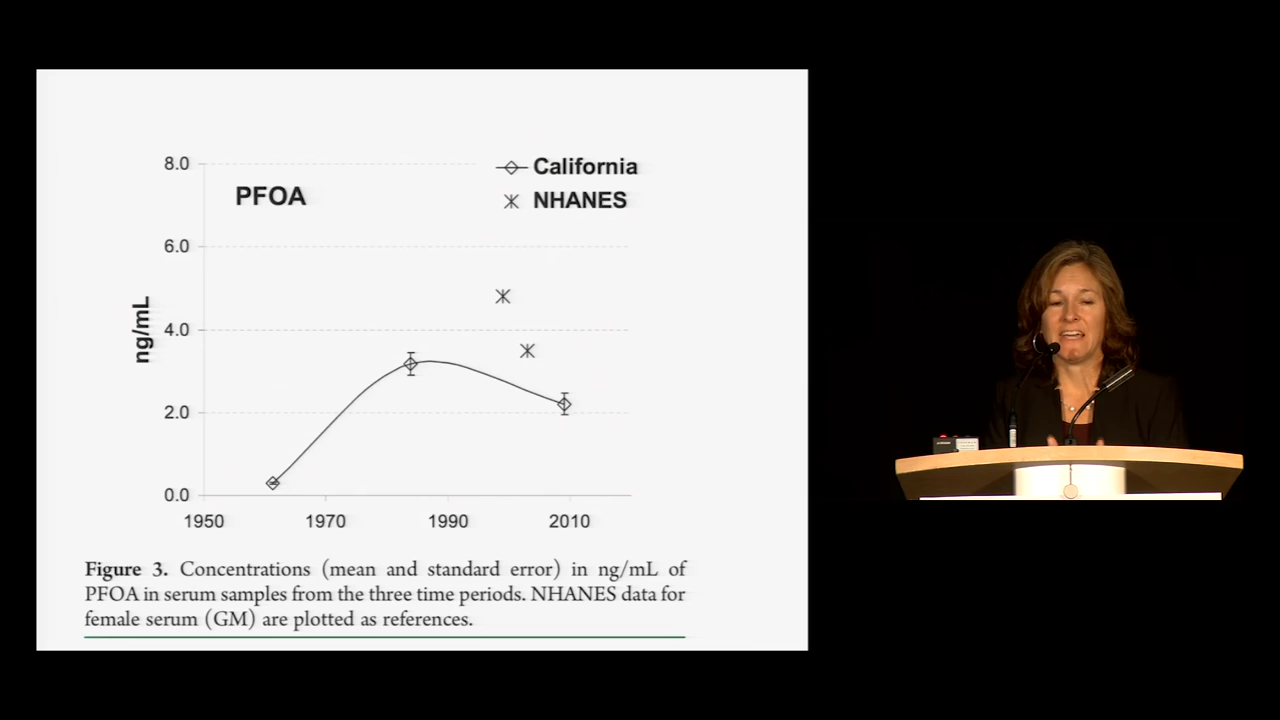 8.0
California
PFOA
NHANES
6.0
ng/mL
4.0
2.0
0.0
1950 1970 1990 2010
Figure 3. Concentrations (mean and standard error) in ng/mL of
PFOA in serum samples from the three time periods. NHANES data for
female serum (GM) are plotted as references.